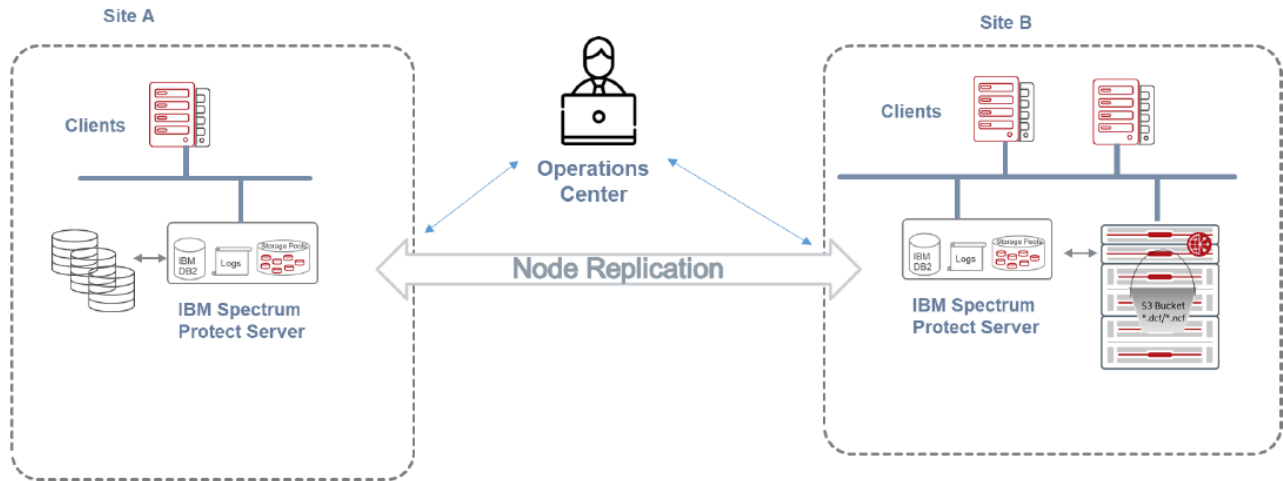 Site A
Clients
IBM
DB2
Logs
Storage Pools
IBM Spectrum
Protect Server
Operations
Center
Node Replication
Site B
Clients
IBM
DB2
Logs
Storage Pools
IBM Spectrum
Protect Server
S3 Bucket
*.dcf/*.ncf